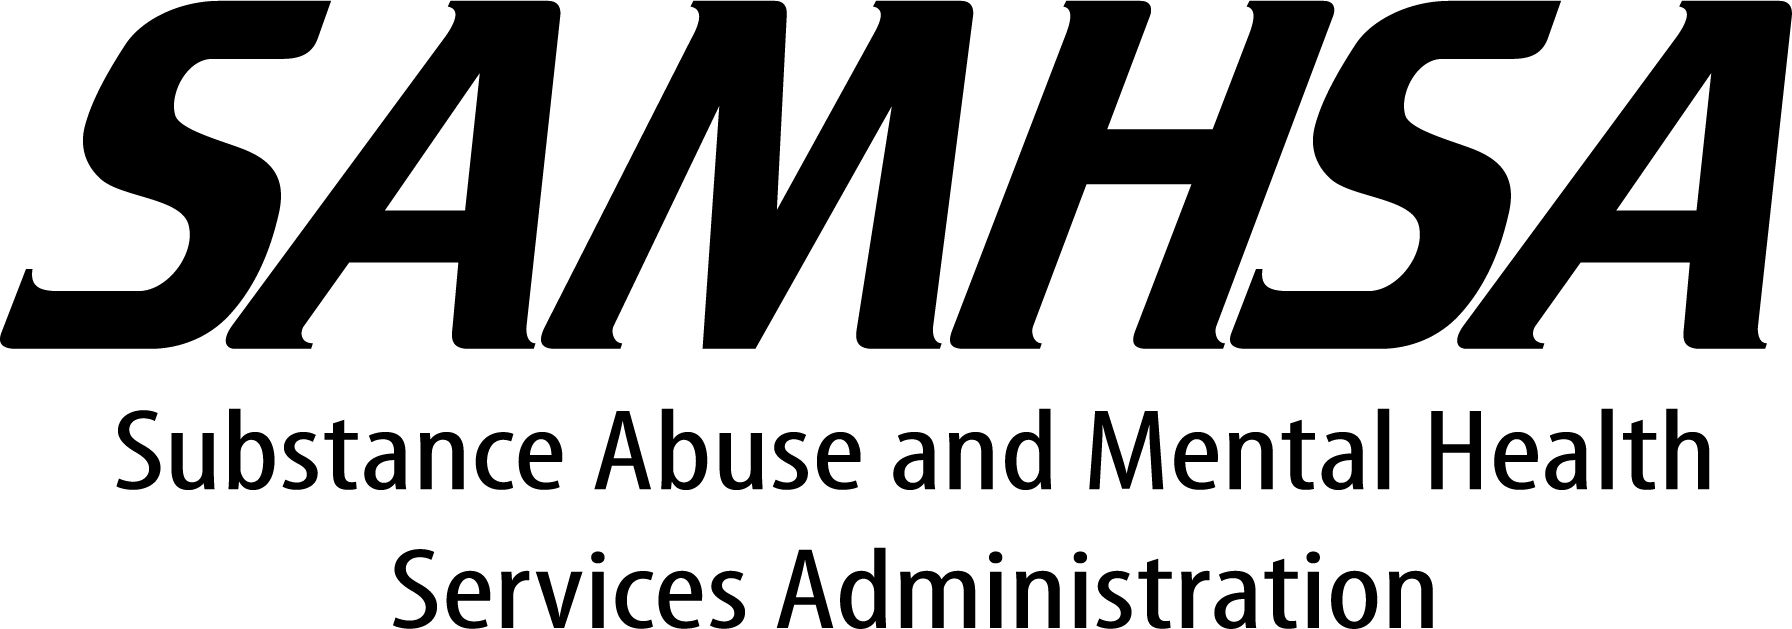 SAMHSA
Substance Abuse and Mental Health
Services Administration